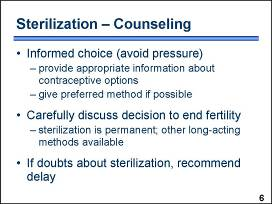 Sterilization – Counseling
• Informed choice (avoid pressure)
– provide appropriate information about
contraceptive options
– give preferred method if possible
• Carefully discuss decision to end fertility
– sterilization is permanent; other long-acting
methods available
• If doubts about sterilization, recommend
delay
6